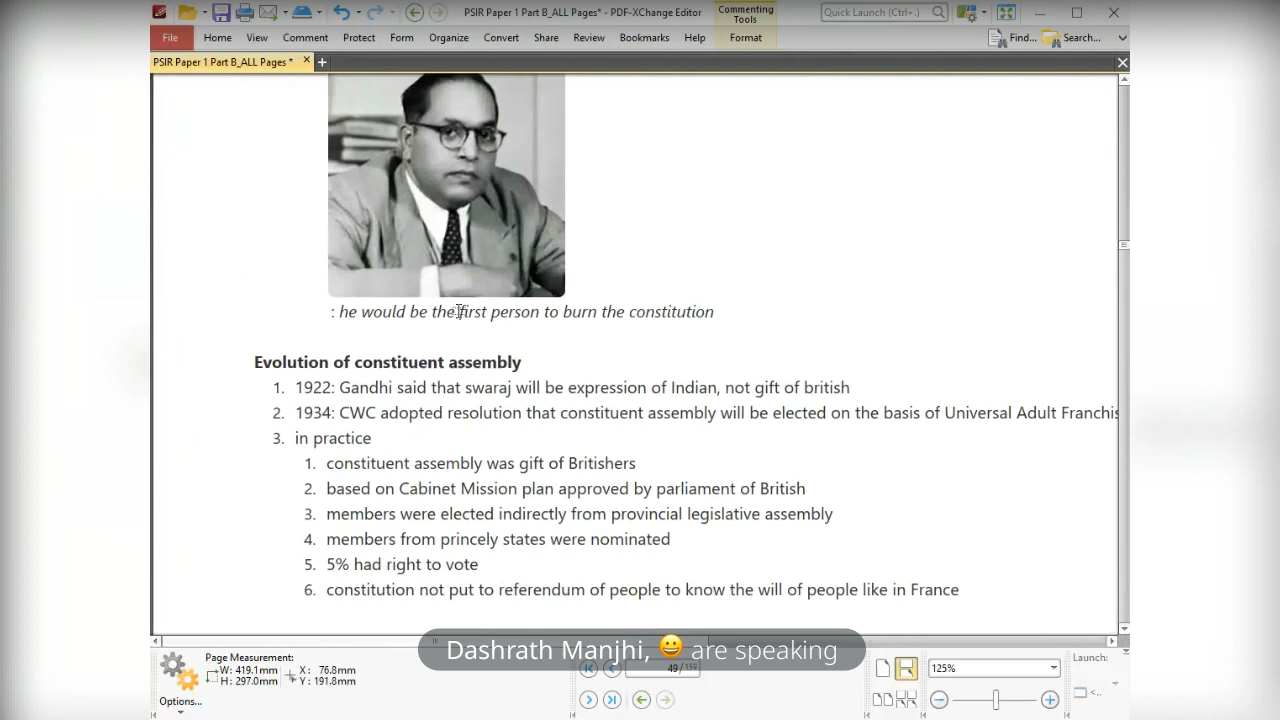 PSIR Paper 1 Part B_ALL Pages* - PDF-XChange Editor
Commenting Tools
Quick Launch (Ctrl+.)
File
Home
View
Comment
Protect
Form
Organize
Convert
Share
Review
Bookmarks
Help
Format
Find...
Search...
PSIR Paper 1 Part B_ALL Pages *
: he would be the first person to burn the constitution
Evolution of constituent assembly
1. 1922: Gandhi said that swaraj will be expression of Indian, not gift of british
2. 1934: CWC adopted resolution that constituent assembly will be elected on the basis of Universal Adult Franchis
3. in practice
1. constituent assembly was gift of Britishers
2. based on Cabinet Mission plan approved by parliament of British
3. members were elected indirectly from provincial legislative assembly
4. members from princely states were nominated
5. 5% had right to vote
6. constitution not put to referendum of people to know the will of people like in France
Dashrath Manjhi, 😀 are speaking
Page Measurement:
W: 419.1mm
H: 297.0mm
X: 76.8mm
Y: 191.8mm
Options...
49/159
125%
Launch: